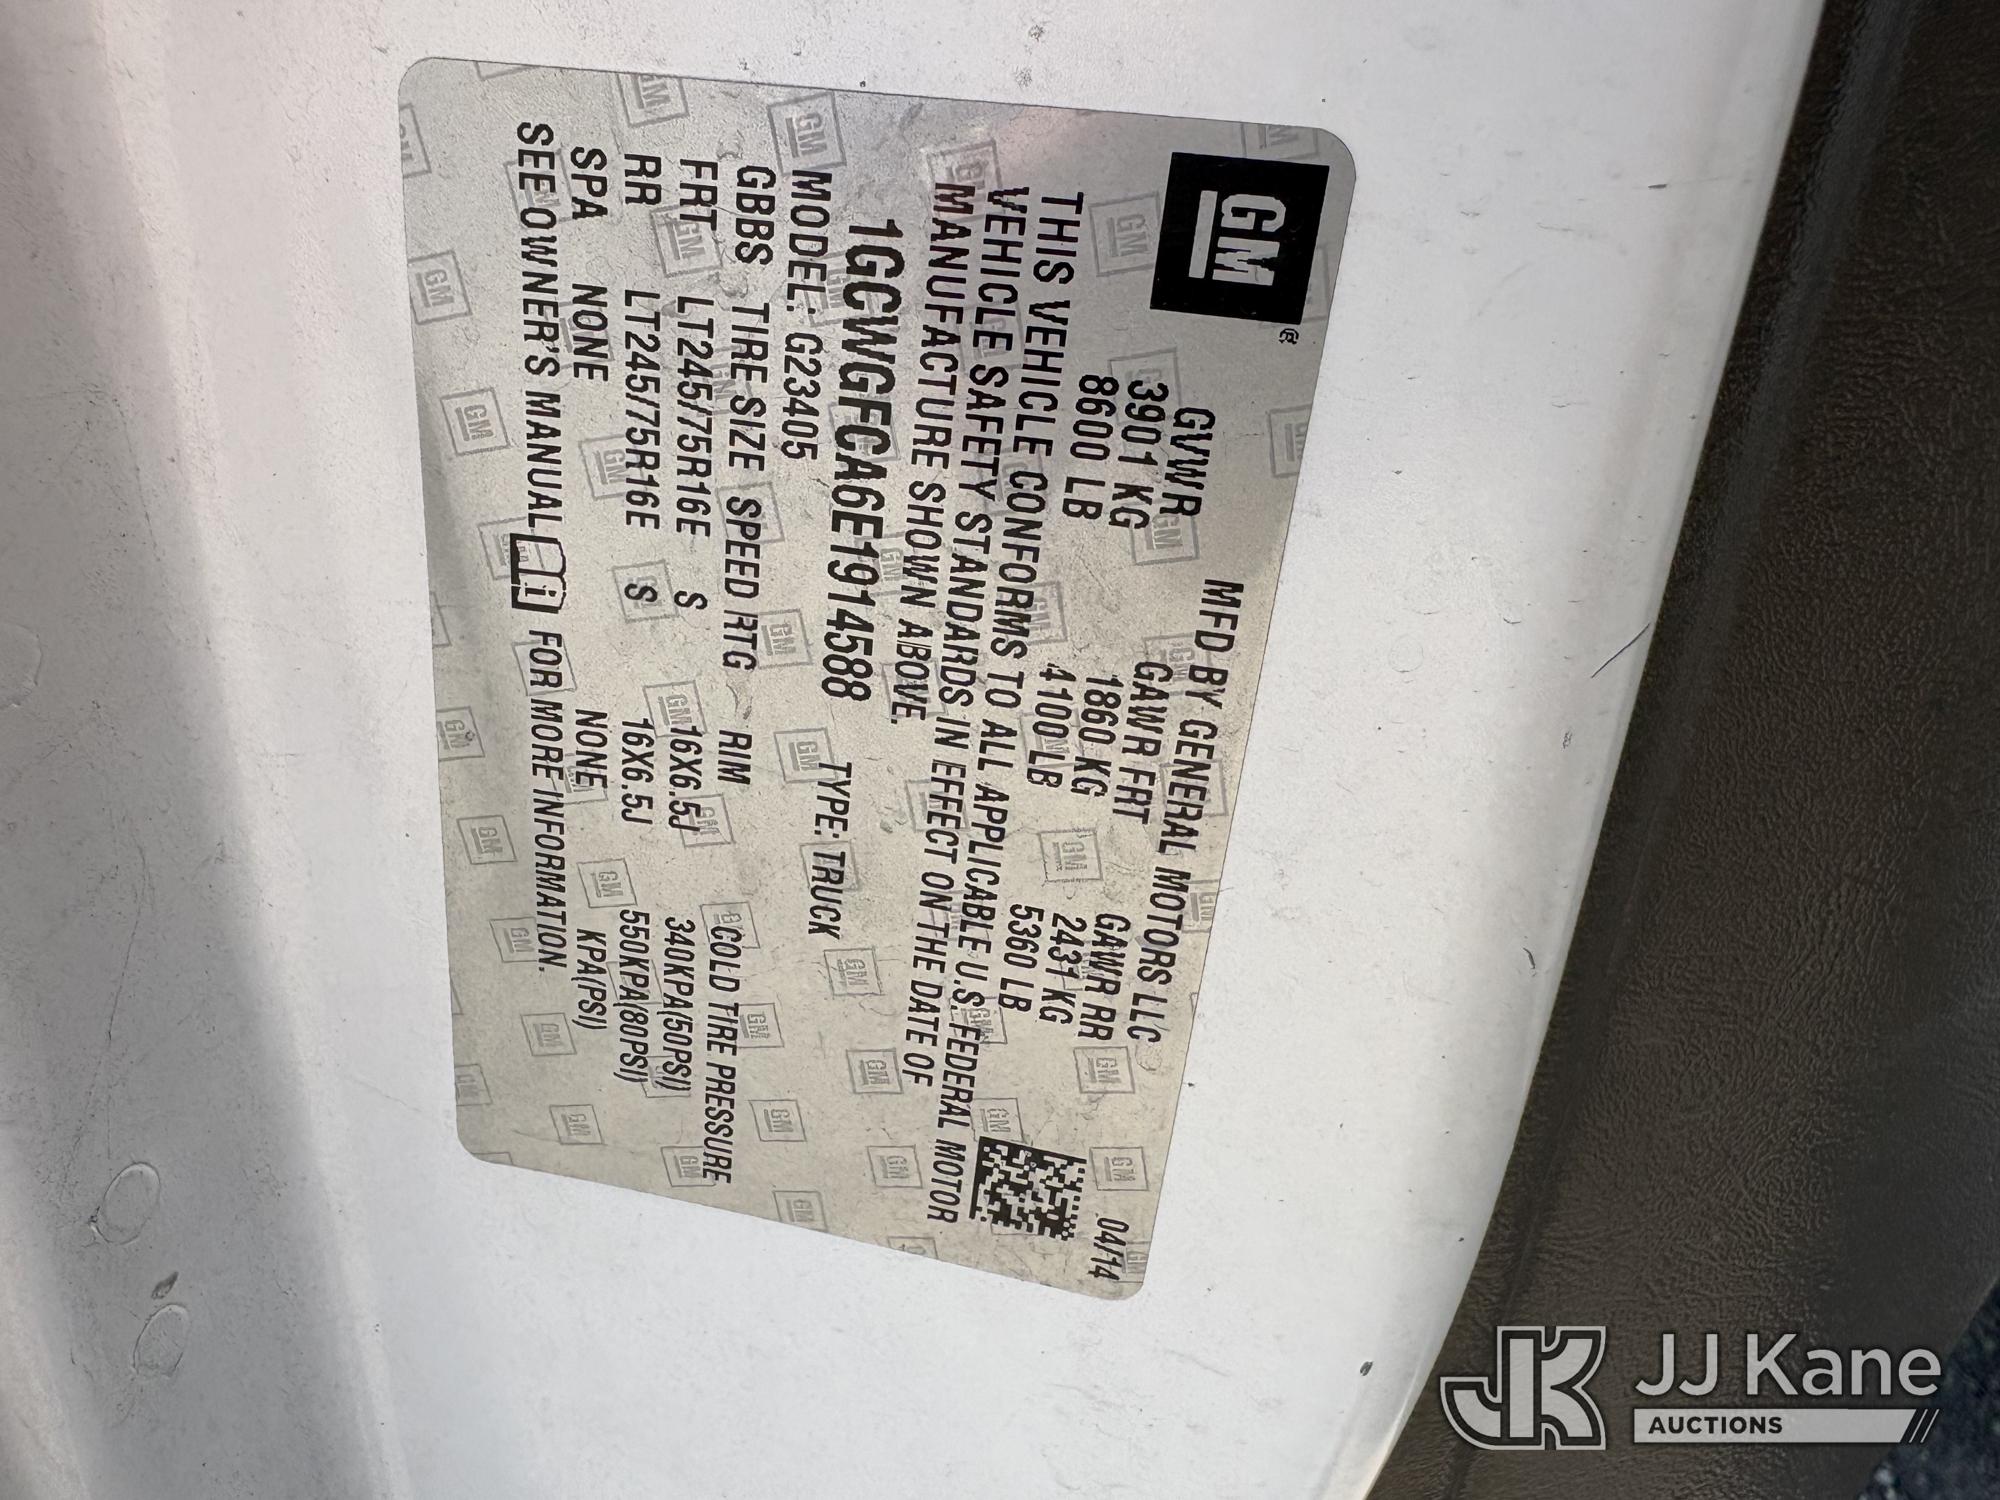 GM®
MFD BY GENERAL MOTORS LLC 04/14
GVWR GAWR FRT GAWR RR
3901 KG 1860 KG 2431 KG
8600 LB 4100 LB 5360 LB
THIS VEHICLE CONFORMS TO ALL APPLICABLE U.S. FEDERAL MOTOR
VEHICLE SAFETY STANDARDS IN EFFECT ON THE DATE OF
MANUFACTURE SHOWN ABOVE.
1GCWGFCA6E1914588 TYPE: TRUCK
MODEL: G23405
GBBS TIRE SIZE SPEED RTG RIM COLD TIRE PRESSURE
FRT LT245/75R16E S 16X6.5J 340KPA(50PSI)
RR LT245/75R16E S 16X6.5J 550KPA(80PSI)
SPA NONE NONE KPA(PSI)
SEE OWNER'S MANUAL i FOR MORE INFORMATION.
JK JJ Kane
AUCTIONS